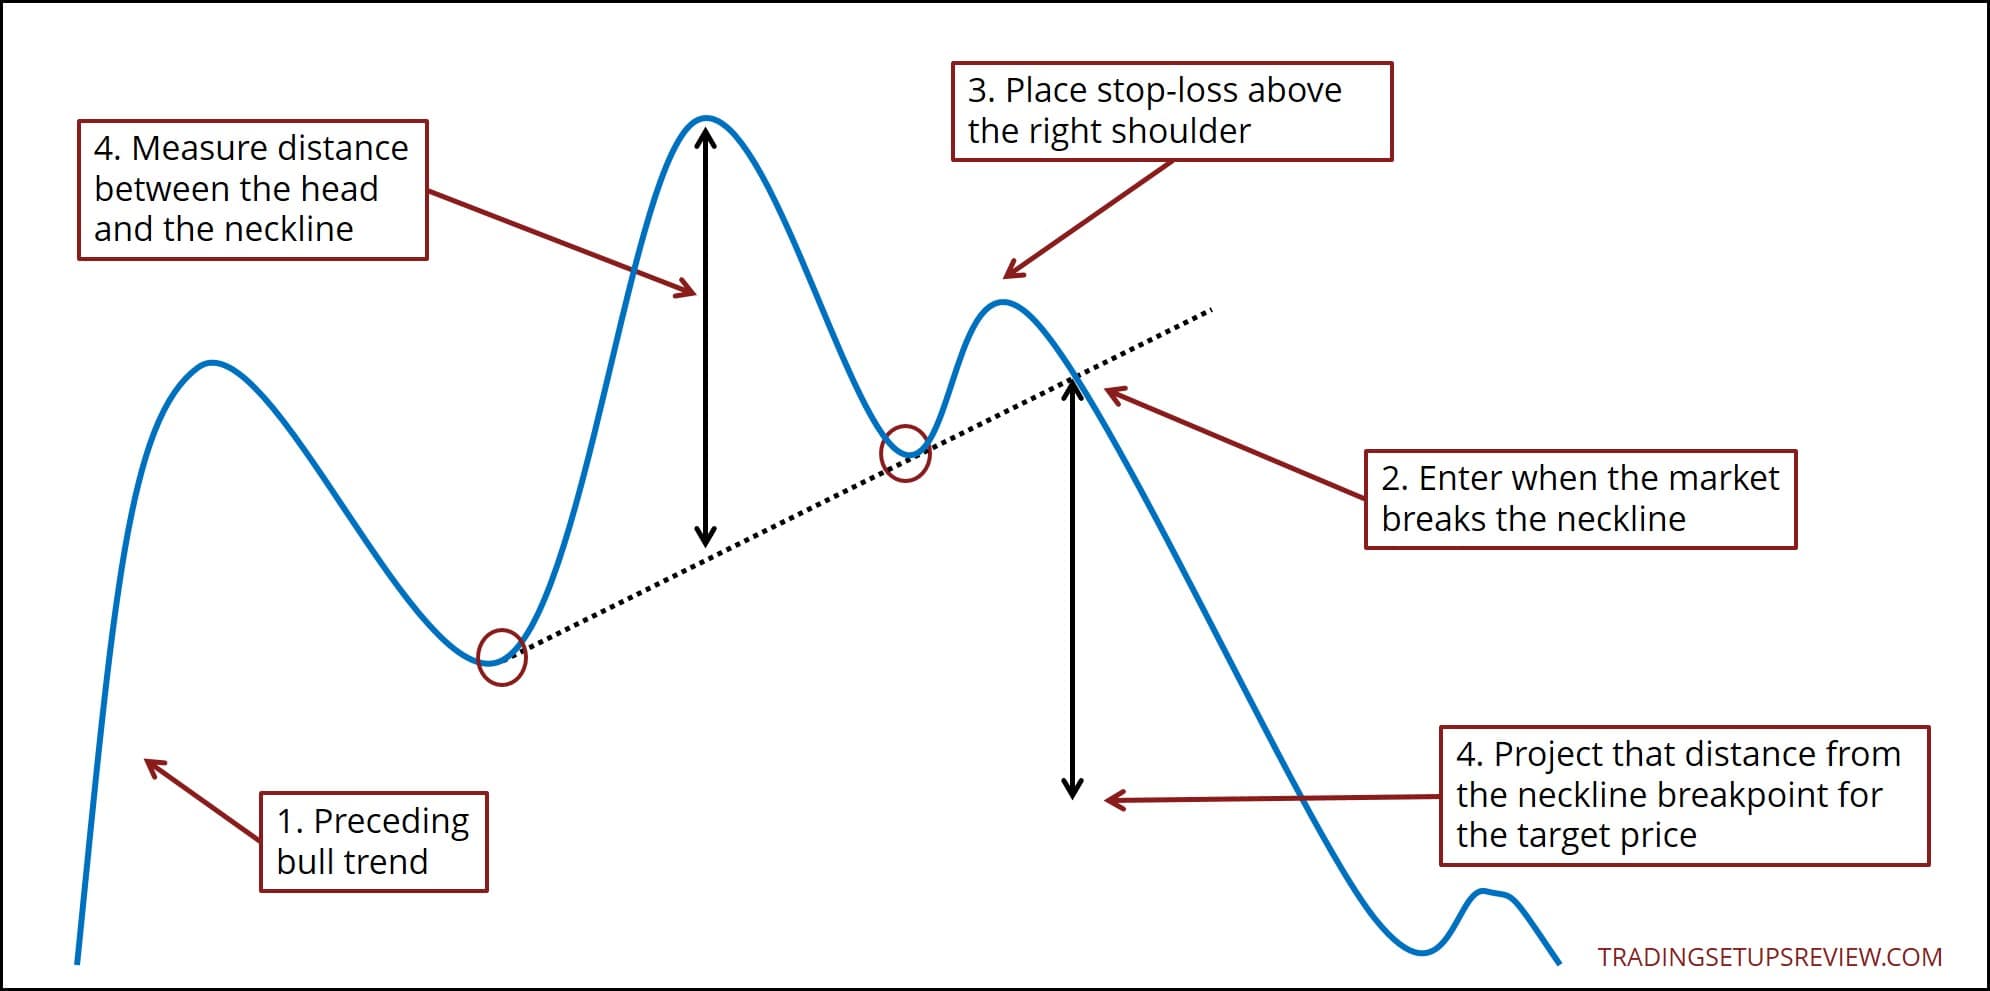 4. Measure distance
between the head
and the neckline
3. Place stop-loss above
the right shoulder
2. Enter when the market
breaks the neckline
4. Project that distance from
the neckline breakpoint for
the target price
1. Preceding
bull trend
TRADINGSETUPSREVIEW.COM